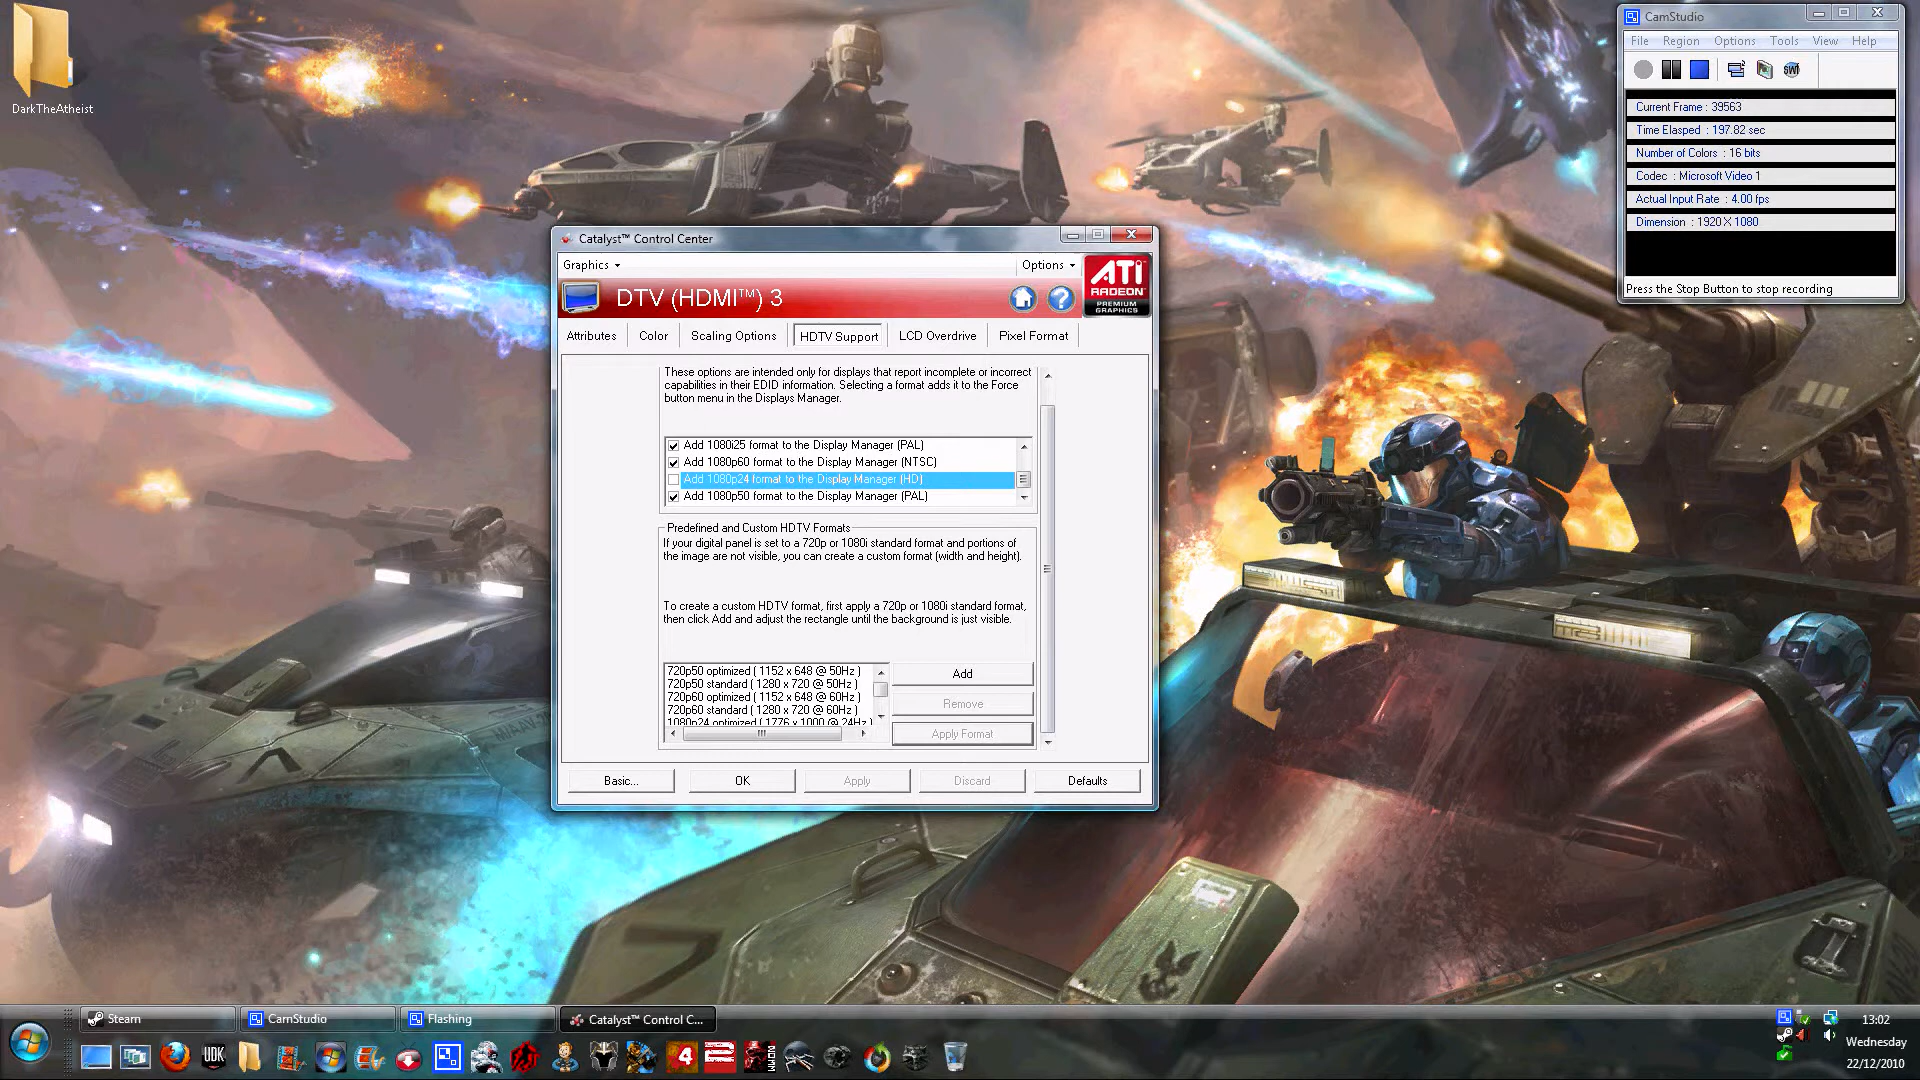 DarkTheAtheist
CamStudio
File Region Options Tools View Help
Current Frame : 39563
Time Elasped : 197.82 sec
Number of Colors : 16 bits
Codec : Microsoft Video 1
Actual Input Rate : 4.00 fps
Dimension : 1920 X 1080
Press the Stop Button to stop recording
Catalyst™ Control Center
Graphics
Options
ATI
RADEON
PREMIUM
GRAPHICS
DTV (HDMI™) 3
Attributes Color Scaling Options HDTV Support LCD Overdrive Pixel Format
These options are intended only for displays that report incomplete or incorrect
capabilities in their EDID information. Selecting a format adds it to the Force
button menu in the Displays Manager.
Add 1080i25 format to the Display Manager (PAL)
Add 1080p60 format to the Display Manager (NTSC)
Add 1080p24 format to the Display Manager (HD)
Add 1080p50 format to the Display Manager (PAL)
Predefined and Custom HDTV Formats
If your digital panel is set to a 720p or 1080i standard format and portions of
the image are not visible, you can create a custom format (width and height).
To create a custom HDTV format, first apply a 720p or 1080i standard format,
then click Add and adjust the rectangle until the background is just visible.
720p50 optimized ( 1152 x 648 @ 50Hz )
720p50 standard ( 1280 x 720 @ 50Hz )
720p60 optimized ( 1152 x 648 @ 60Hz )
720p60 standard ( 1280 x 720 @ 60Hz )
1080p24 optimized ( 1776 x 1000 @ 24Hz )
Add
Remove
Apply Format
Basic... OK Apply Discard Defaults
Steam
CamStudio
Flashing
Catalyst™ Control C...
UDK
4
2
13:02
Wednesday
22/12/2010